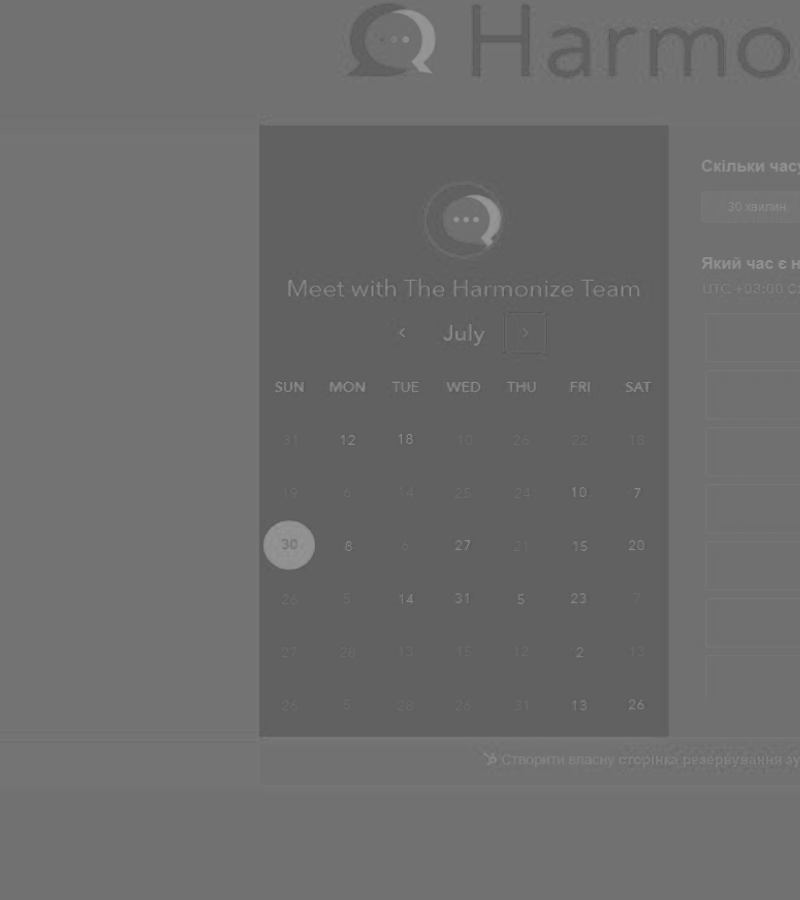 Harmo
Скільки часу
30 хвилин
Який час є н
UTC +03:00 С
Meet with The Harmonize Team
July
SUN MON TUE WED THU FRI SAT
31 12 18 10 26 22 18
19 6 14 25 24 10 7
30 8 6 27 21 15 20
26 5 14 31 5 23 7
27 28 13 15 12 2 13
26 5 28 26 31 13 26
Створити власну сторінка резервування зу